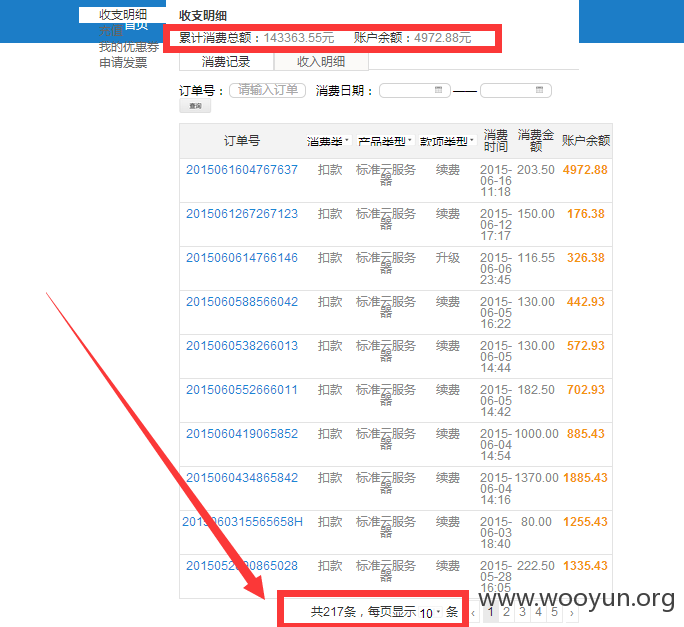 收支明细
首页
我的优惠券
申请发票
收支明细
累计消费总额：143363.55元 账户余额：4972.88元
消费记录 收入明细
订单号： 请输入订单 消费日期：
查询
订单号 消费类 产品类型 款项类型 消费时间 消费金额 账户余额
2015061604767637 扣款 标准云服务器 续费 2015-06-16 11:18 203.50 4972.88
2015061267267123 扣款 标准云服务器 续费 2015-06-12 17:17 150.00 176.38
2015060614766146 扣款 标准云服务器 升级 2015-06-06 23:45 116.55 326.38
2015060588566042 扣款 标准云服务器 续费 2015-06-05 16:22 130.00 442.93
2015060538266013 扣款 标准云服务器 续费 2015-06-05 14:44 130.00 572.93
2015060552666011 扣款 标准云服务器 续费 2015-06-05 14:42 182.50 702.93
2015060419065852 扣款 标准云服务器 续费 2015-06-04 14:54 1000.00 885.43
2015060434865842 扣款 标准云服务器 续费 2015-06-04 14:16 1370.00 1885.43
2015060315565658H 扣款 标准云服务器 续费 2015-06-03 18:40 80.00 1255.43
扣款 标准云服务器 续费 2015-05-28 16:05 222.50 1335.43
共217条，每页显示 10 条 ‹ 1 2 3 4 5 ›
www.wooyun.org